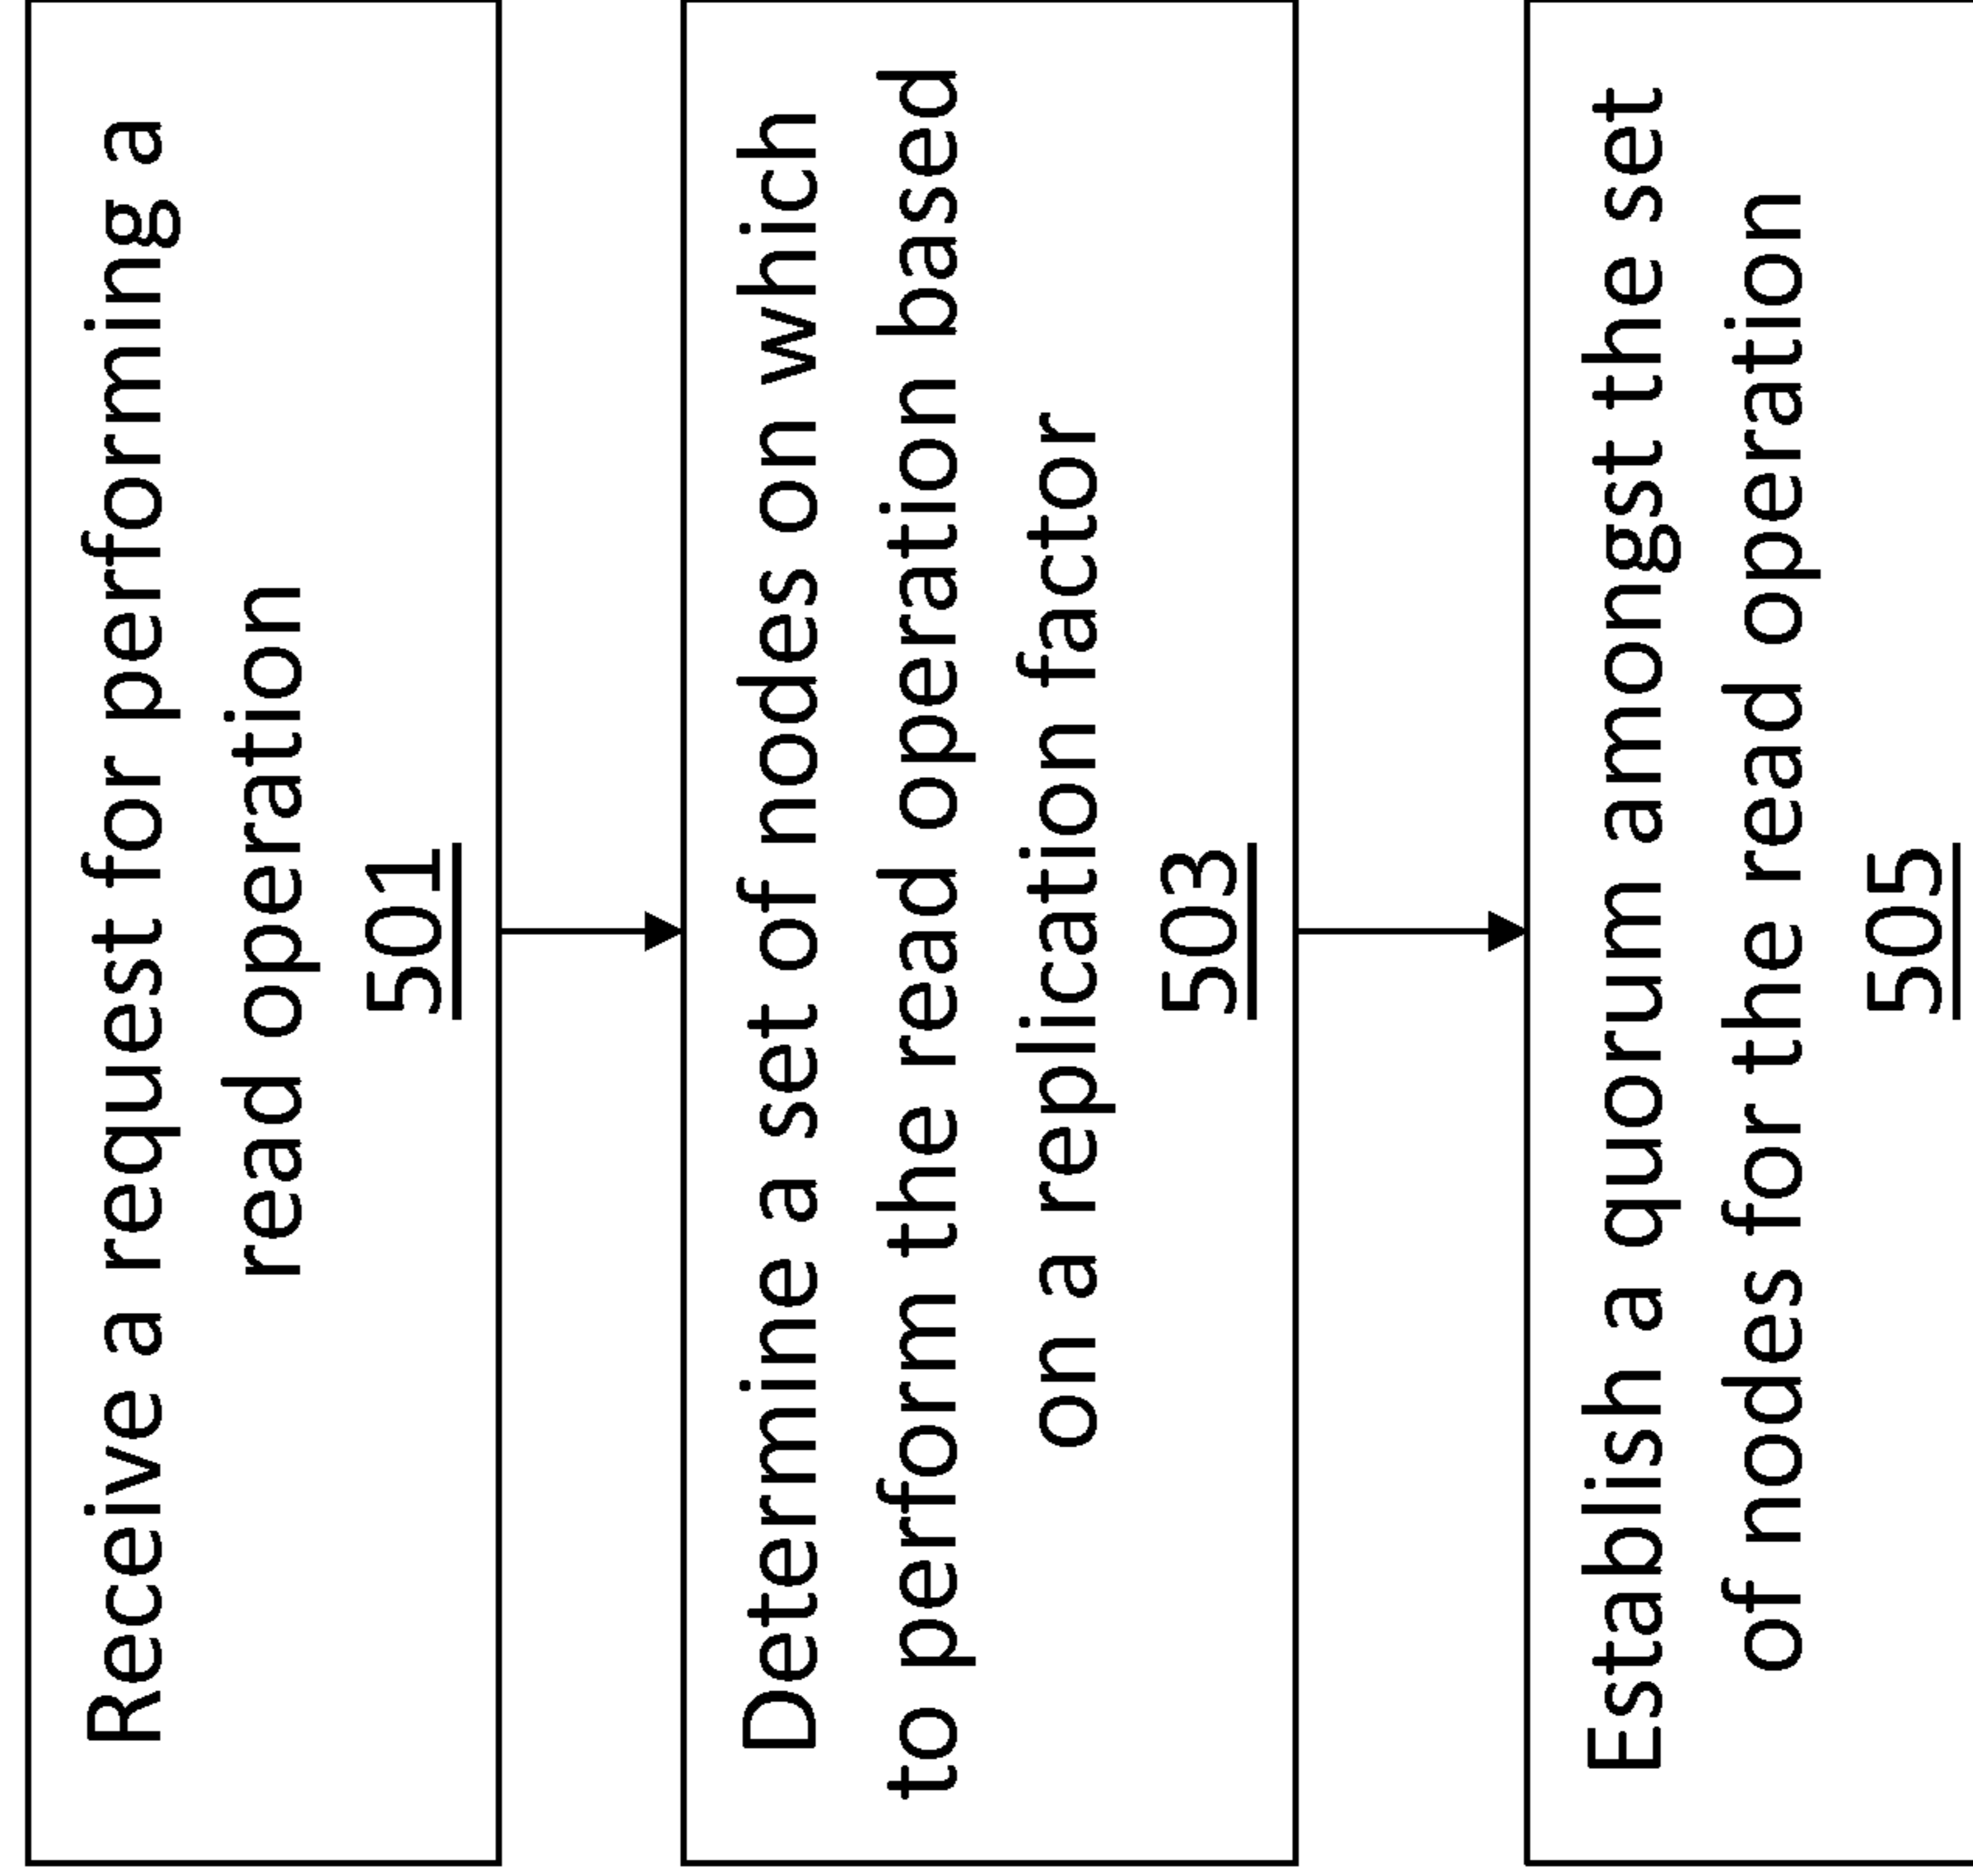 Receive a request for performing a
read operation
501
Determine a set of nodes on which
to perform the read operation based
on a replication factor
503
Establish a quorum amongst the set
of nodes for the read operation
505